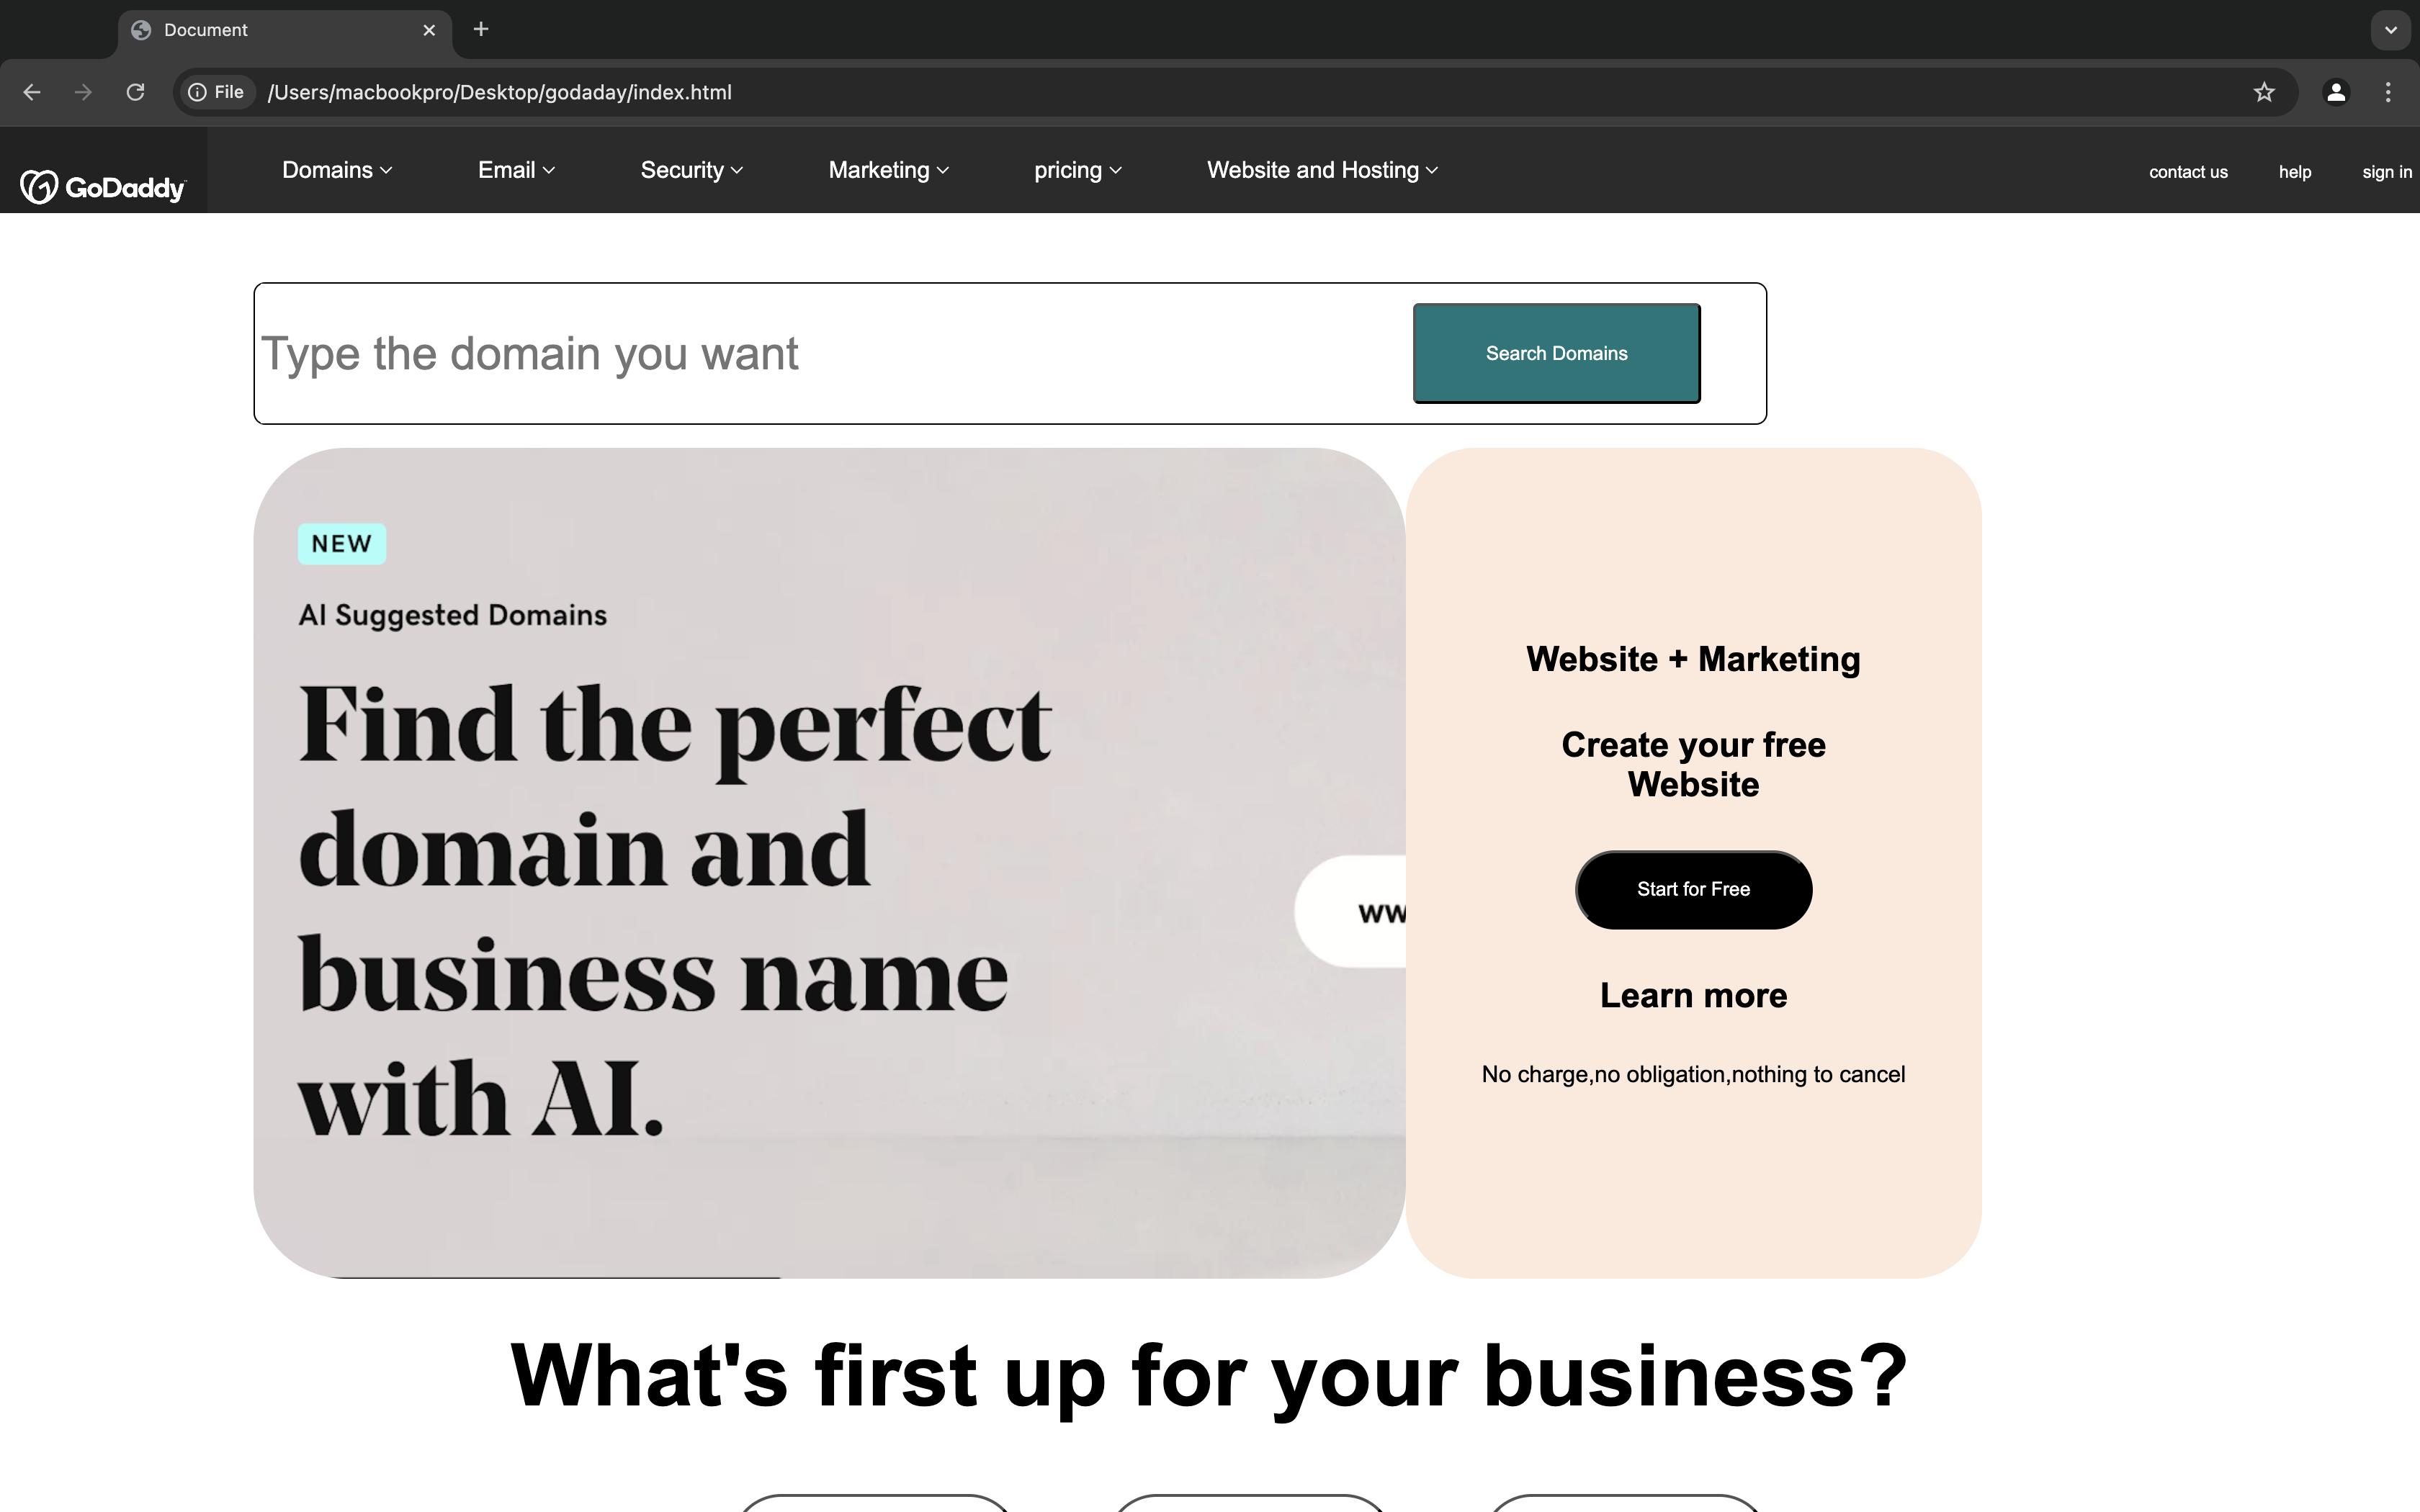 Document
File /Users/macbookpro/Desktop/godaday/index.html
GoDaddy Domains Email Security Marketing pricing Website and Hosting contact us help sign in
Type the domain you want
Search Domains
NEW
AI Suggested Domains
Find the perfect
domain and
business name
with AI.
ww
Website + Marketing
Create your free
Website
Start for Free
Learn more
No charge,no obligation,nothing to cancel
What's first up for your business?